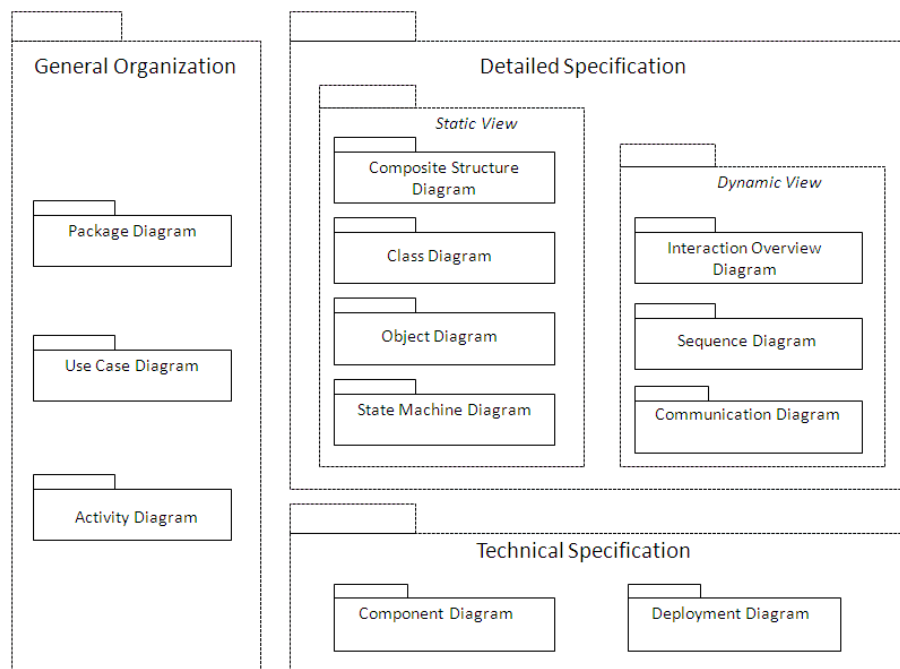 General Organization
Package Diagram
Use Case Diagram
Activity Diagram
Detailed Specification
Static View
Composite Structure
Diagram
Class Diagram
Object Diagram
State Machine Diagram
Dynamic View
Interaction Overview
Diagram
Sequence Diagram
Communication Diagram
Technical Specification
Component Diagram
Deployment Diagram